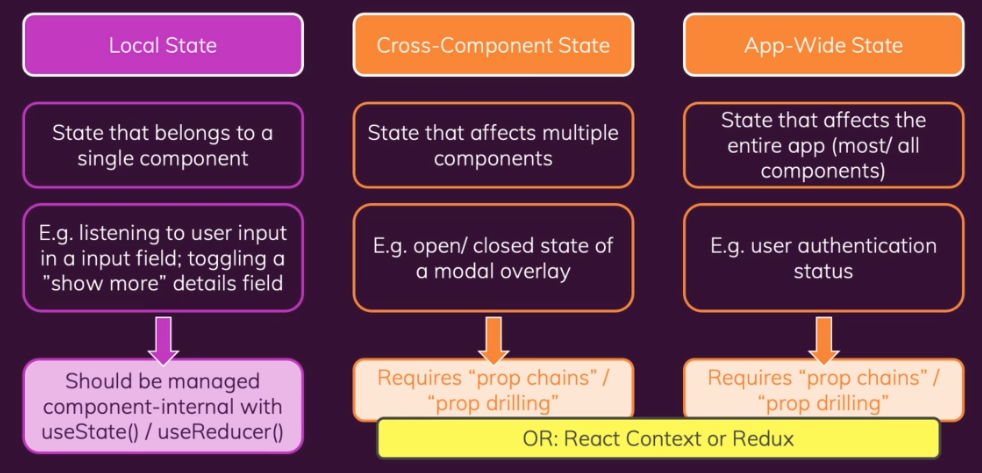 Local State
Cross-Component State
App-Wide State
State that belongs to a
single component
State that affects multiple
components
State that affects the
entire app (most/ all
components)
E.g. listening to user input
in a input field; toggling a
”show more” details field
E.g. open/ closed state of
a modal overlay
E.g. user authentication
status
Should be managed
component-internal with
useState() / useReducer()
Requires “prop chains” /
“prop drilling”
Requires “prop chains” /
“prop drilling”
OR: React Context or Redux